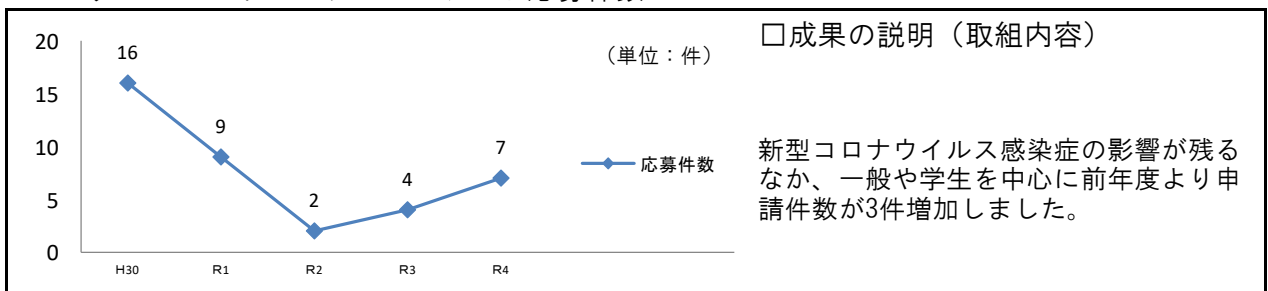 20
15
10
5
0
16
9
2
4
7
H30
R1
R2
R3
R4
(単位:件)
応募件数
□成果の説明(取組内容)
新型コロナウイルス感染症の影響が残る
なか、一般や学生を中心に前年度より申
請件数が3件増加しました。